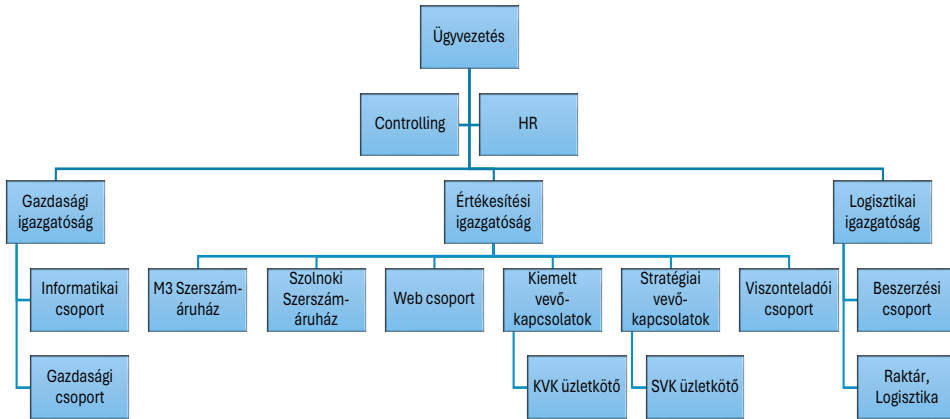 Ügyvezetés
Controlling
HR
Gazdasági
igazgatóság
Értékesítési
igazgatóság
Logisztikai
igazgatóság
Informatikai
csoport
M3 Szerszám-
áruház
Szolnoki
Szerszám-
áruház
Web csoport
Kiemelt
vevő-
kapcsolatok
Stratégiai
vevő-
kapcsolatok
Viszonteladói
csoport
Beszerzési
csoport
Gazdasági
csoport
KVK üzletkötő
SVK üzletkötő
Raktár,
Logisztika